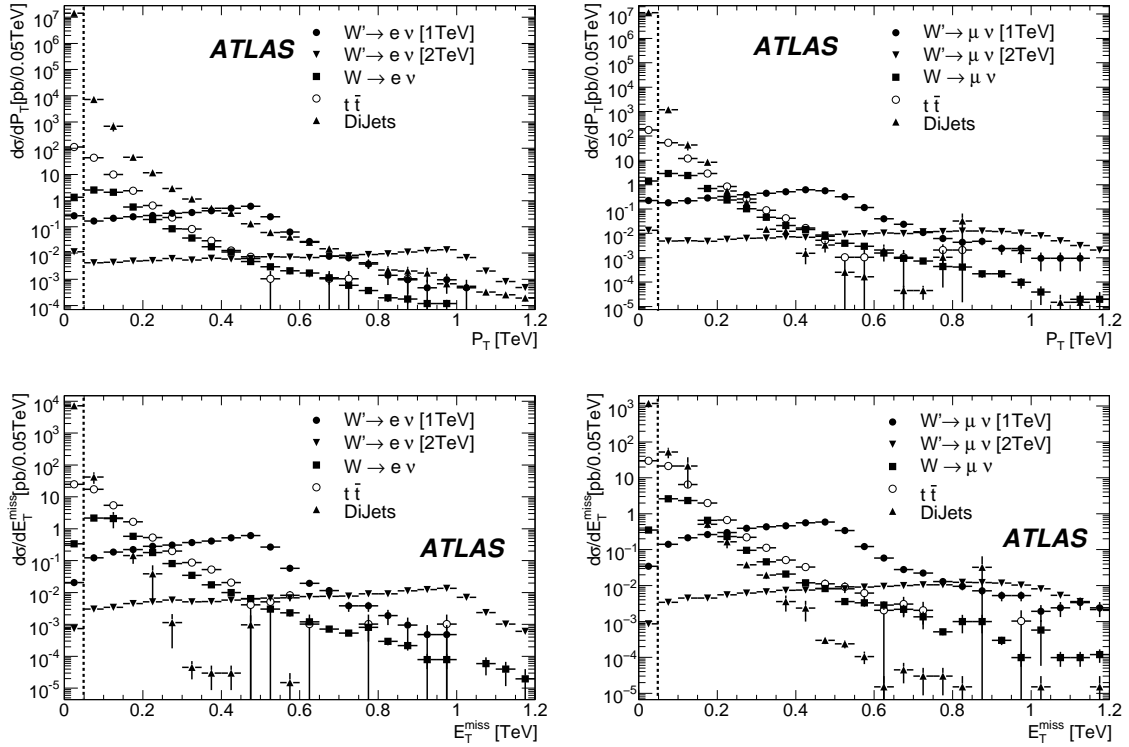 dσ/dP_T[pb/0.05TeV]
10^7
10^6
10^5
10^4
10^3
10^2
10
1
10^-1
10^-2
10^-3
10^-4
ATLAS
W'→ e ν [1TeV]
W'→ e ν [2TeV]
W → e ν
t t̄
DiJets
0 0.2 0.4 0.6 0.8 1 1.2
P_T [TeV]
dσ/dP_T[pb/0.05TeV]
10^7
10^6
10^5
10^4
10^3
10^2
10
1
10^-1
10^-2
10^-3
10^-4
10^-5
ATLAS
W'→ μ ν [1TeV]
W'→ μ ν [2TeV]
W → μ ν
t t̄
DiJets
0 0.2 0.4 0.6 0.8 1 1.2
P_T [TeV]
dσ/dE_T^miss[pb/0.05TeV]
10^4
10^3
10^2
10
1
10^-1
10^-2
10^-3
10^-4
10^-5
W'→ e ν [1TeV]
W'→ e ν [2TeV]
W → e ν
t t̄
DiJets
ATLAS
0 0.2 0.4 0.6 0.8 1 1.2
E_T^miss [TeV]
dσ/dE_T^miss[pb/0.05TeV]
10^3
10^2
10
1
10^-1
10^-2
10^-3
10^-4
10^-5
W'→ μ ν [1TeV]
W'→ μ ν [2TeV]
W → μ ν
t t̄
DiJets
ATLAS
0 0.2 0.4 0.6 0.8 1 1.2
E_T^miss [TeV]